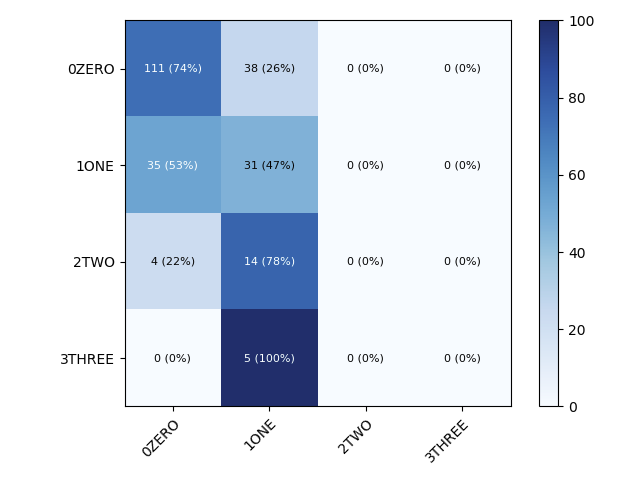 0ZERO 111 (74%) 38 (26%) 0 (0%) 0 (0%)
1ONE 35 (53%) 31 (47%) 0 (0%) 0 (0%)
2TWO 4 (22%) 14 (78%) 0 (0%) 0 (0%)
3THREE 0 (0%) 5 (100%) 0 (0%) 0 (0%)
0ZERO 1ONE 2TWO 3THREE
100
80
60
40
20
0